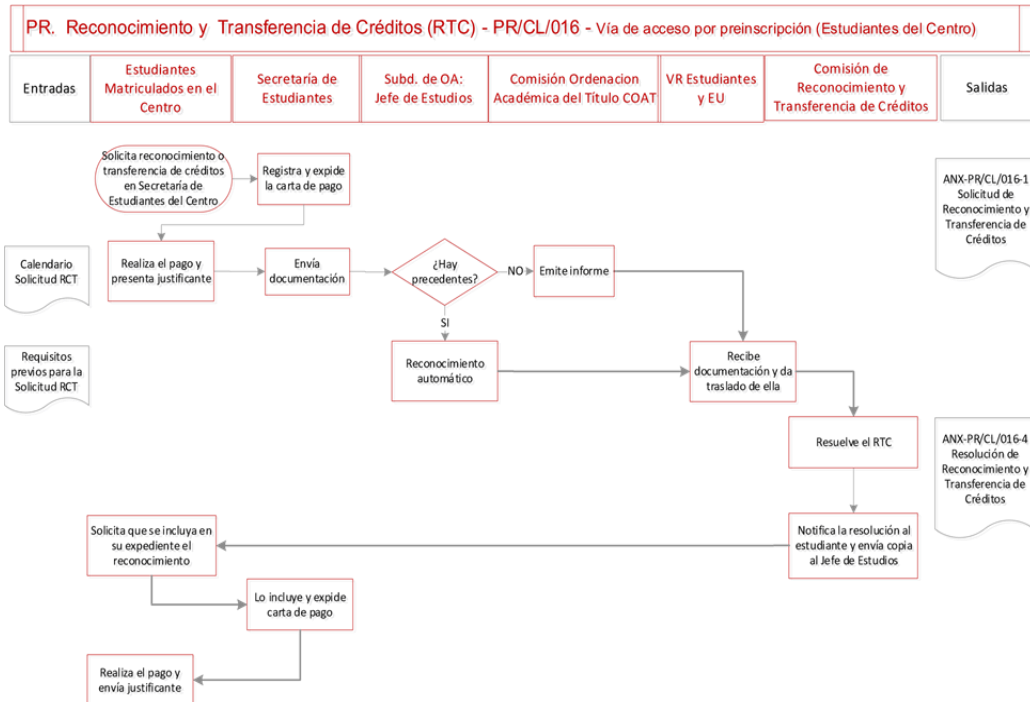 PR. Reconocimiento y Transferencia de Créditos (RTC) - PR/CL/016 - Vía de acceso por preinscripción (Estudiantes del Centro)
Entradas
Estudiantes
Matriculados en el
Centro
Secretaría de
Estudiantes
Subd. de OA:
Jefe de Estudios
Comisión Ordenacion
Académica del Título COAT
VR Estudiantes
y EU
Comisión de
Reconocimiento y
Transferencia de Créditos
Salidas
Solicita reconocimiento o
transferencia de créditos
en Secretaría de
Estudiantes del Centro
Registra y expide
la carta de pago
ANX-PR/CL/016-1
Solicitud de
Reconocimiento y
Transferencia de
Créditos
Calendario
Solicitud RCT
Realiza el pago y
presenta justificante
Envía
documentación
¿Hay
precedentes?
NO
Emite informe
SI
Requisitos
previos para la
Solicitud RCT
Reconocimiento
automático
Recibe
documentación y da
traslado de ella
Resuelve el RTC
ANX-PR/CL/016-4
Resolución de
Reconocimiento y
Transferencia de
Créditos
Solicita que se incluya en
su expediente el
reconocimiento
Notifica la resolución al
estudiante y envía copia
al Jefe de Estudios
Lo incluye y expide
carta de pago
Realiza el pago y
envía justificante